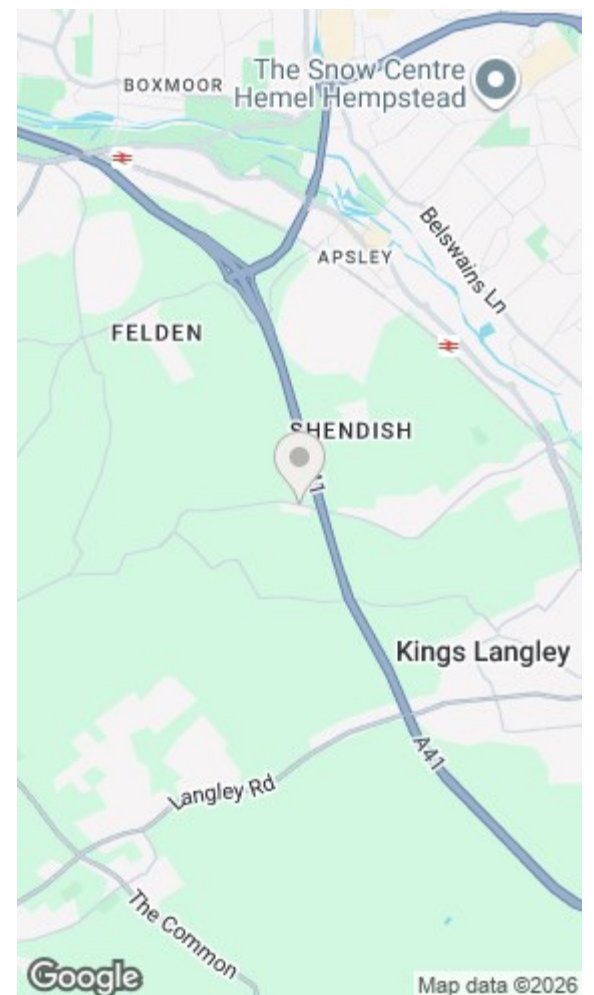 BOXMOOR
The Snow Centre
Hemel Hempstead
Belswains Ln
APSLEY
FELDEN
SHENDISH
Kings Langley
A41
Langley Rd
The Common
Google
Map data ©2026